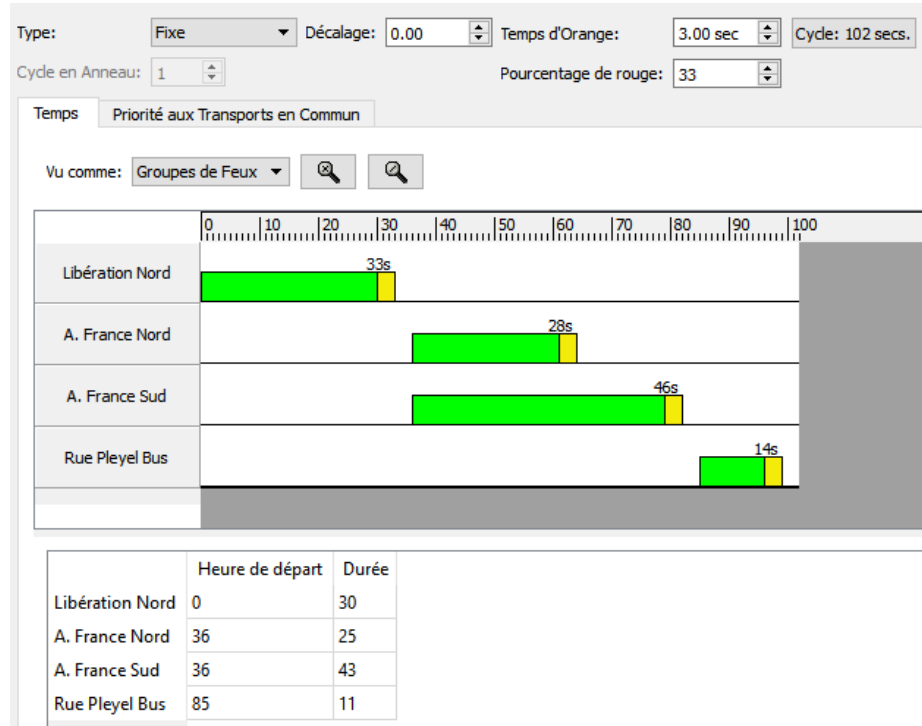 Type: Fixe Décalage: 0.00 Temps d'Orange: 3.00 sec Cycle: 102 secs.
Cycle en Anneau: 1 Pourcentage de rouge: 33
Temps Priorité aux Transports en Commun
Vu comme: Groupes de Feux
0 10 20 30 40 50 60 70 80 90 100
Libération Nord 33s
A. France Nord 28s
A. France Sud 46s
Rue Pleyel Bus 14s
Heure de départ Durée
Libération Nord 0 30
A. France Nord 36 25
A. France Sud 36 43
Rue Pleyel Bus 85 11